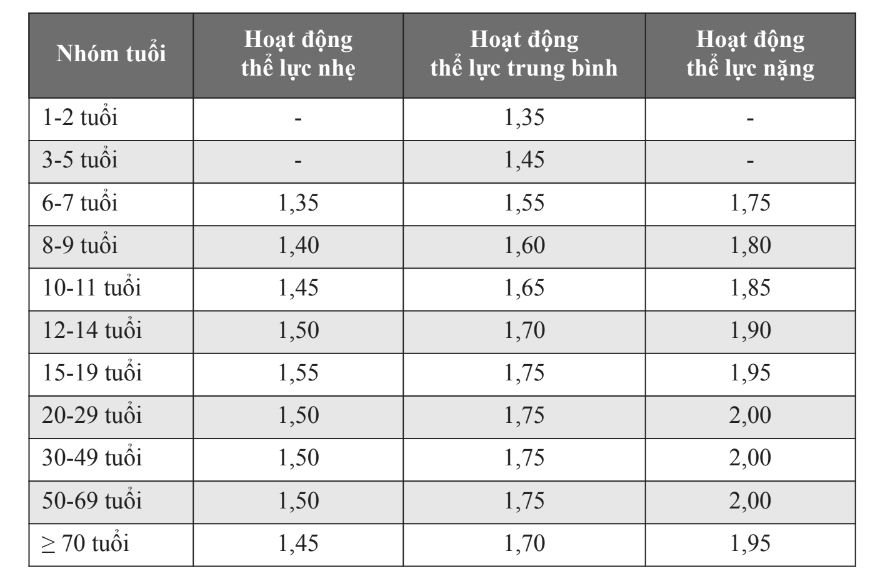 Nhóm tuổi | Hoạt động thể lực nhẹ | Hoạt động thể lực trung bình | Hoạt động thể lực nặng
1-2 tuổi | - | 1,35 | -
3-5 tuổi | - | 1,45 | -
6-7 tuổi | 1,35 | 1,55 | 1,75
8-9 tuổi | 1,40 | 1,60 | 1,80
10-11 tuổi | 1,45 | 1,65 | 1,85
12-14 tuổi | 1,50 | 1,70 | 1,90
15-19 tuổi | 1,55 | 1,75 | 1,95
20-29 tuổi | 1,50 | 1,75 | 2,00
30-49 tuổi | 1,50 | 1,75 | 2,00
50-69 tuổi | 1,50 | 1,75 | 2,00
≥ 70 tuổi | 1,45 | 1,70 | 1,95